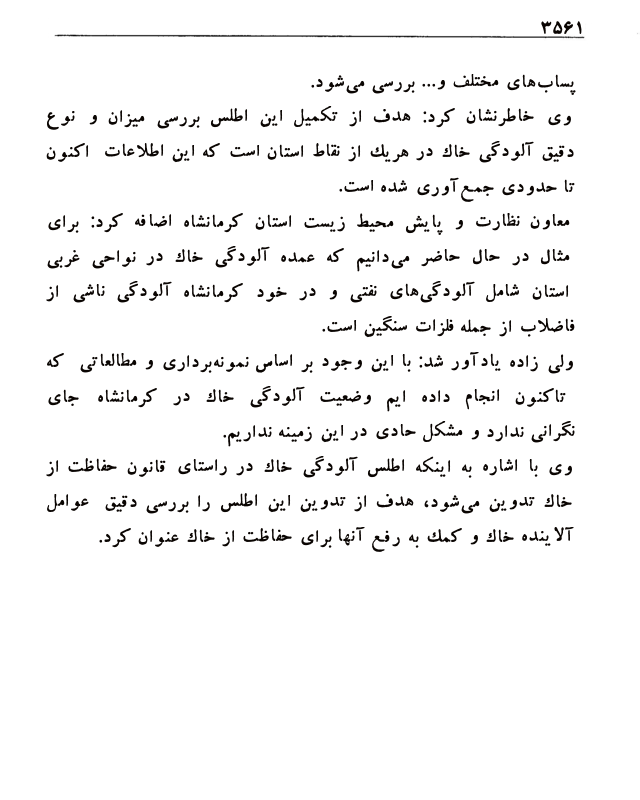 ۳۵۶۱
پساب‌های مختلف و... بررسی می‌شود.
وی خاطرنشان کرد: هدف از تکمیل این اطلس بررسی میزان و نوع
دقیق آلودگی خاك در هریك از نقاط استان است که این اطلاعات اکنون
تا حدودی جمع‌آوری شده است.
معاون نظارت و پایش محیط زیست استان کرمانشاه اضافه کرد: برای
مثال در حال حاضر می‌دانیم که عمده آلودگی خاك در نواحی غربی
استان شامل آلودگی‌های نفتی و در خود کرمانشاه آلودگی ناشی از
فاضلاب از جمله فلزات سنگین است.
ولی زاده یادآور شد: با این وجود بر اساس نمونه‌برداری و مطالعاتی که
تاکنون انجام داده ایم وضعیت آلودگی خاك در کرمانشاه جای
نگرانی ندارد و مشکل حادی در این زمینه نداریم.
وی با اشاره به اینکه اطلس آلودگی خاك در راستای قانون حفاظت از
خاك تدوین می‌شود، هدف از تدوین این اطلس را بررسی دقیق عوامل
آلاینده خاك و کمك به رفع آنها برای حفاظت از خاك عنوان کرد.